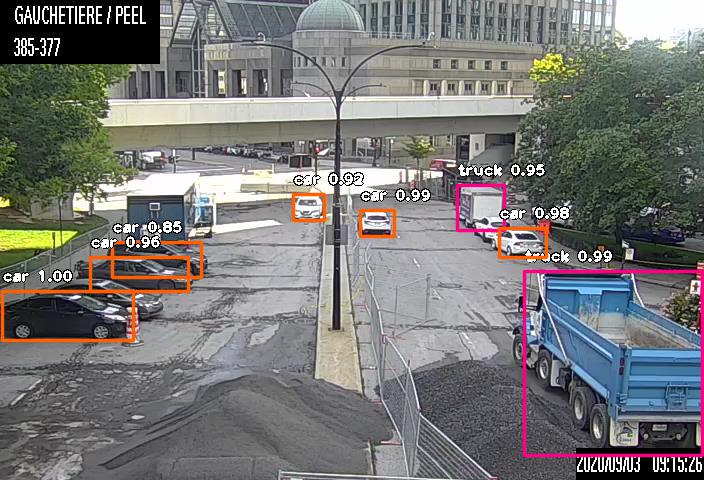 GAUCHETIERE / PEEL
385-377
truck 0.95
car 0.92
car 0.99
car 0.98
car 0.85
car 0.96
truck 0.99
car 1.00
2020/09/03 09:15:26